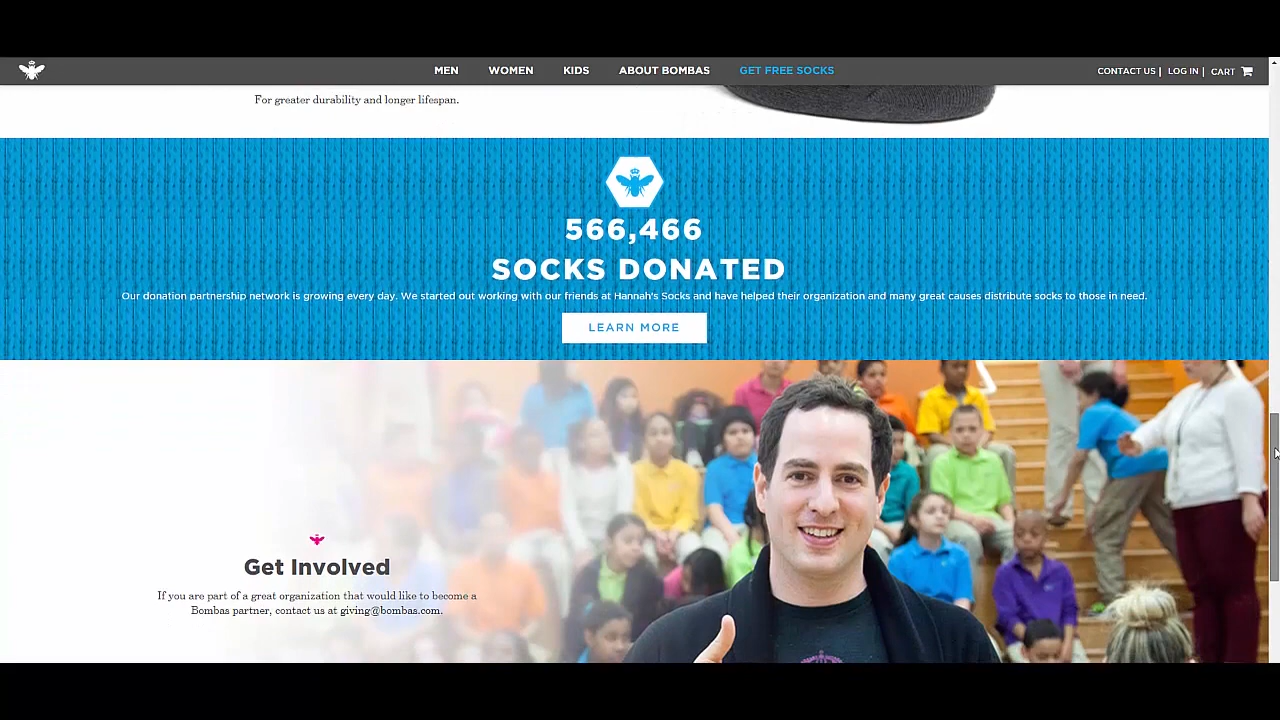 MEN WOMEN KIDS ABOUT BOMBAS GET FREE SOCKS CONTACT US | LOG IN | CART
For greater durability and longer lifespan.
566,466
SOCKS DONATED
Our donation partnership network is growing every day. We started out working with our friends at Hannah's Socks and have helped their organization and many great causes distribute socks to those in need.
LEARN MORE
Get Involved
If you are part of a great organization that would like to become a
Bombas partner, contact us at giving@bombas.com.